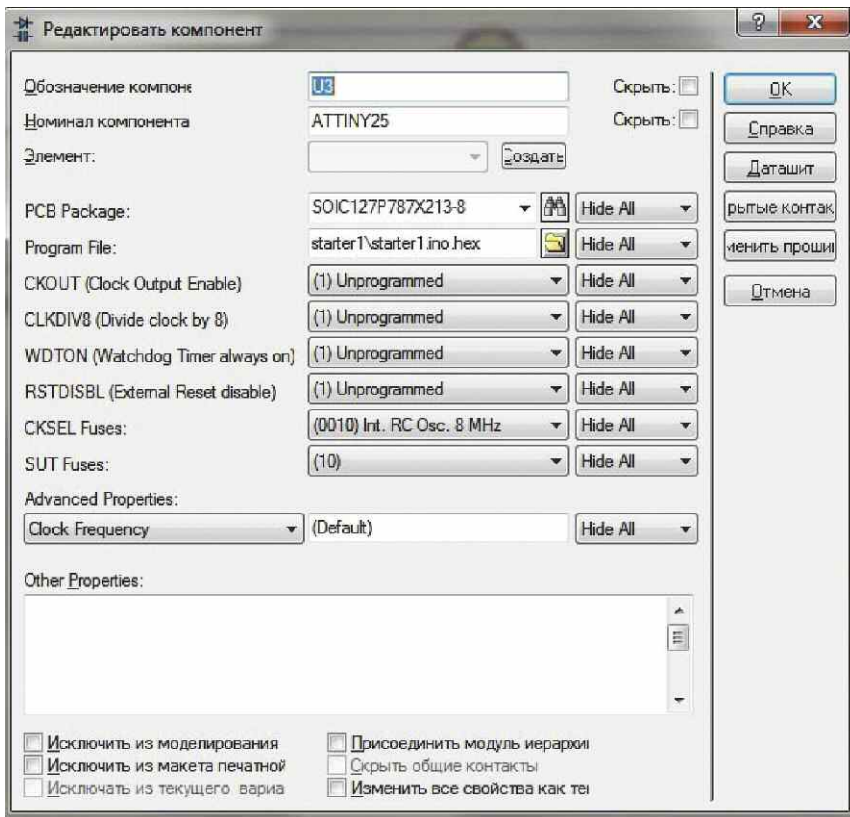 Редактировать компонент
Обозначение компоне U3 Скрыть:
Номинал компонента ATTINY25 Скрыть:
Элемент: Создать
PCB Package: SOIC127P787X213-8 Hide All
Program File: starter1\starter1.ino.hex Hide All
CKOUT (Clock Output Enable) (1) Unprogrammed Hide All
CLKDIV8 (Divide clock by 8) (1) Unprogrammed Hide All
WDTON (Watchdog Timer always on) (1) Unprogrammed Hide All
RSTDISBL (External Reset disable) (1) Unprogrammed Hide All
CKSEL Fuses: (0010) Int. RC Osc. 8 MHz Hide All
SUT Fuses: (10) Hide All
Advanced Properties:
Clock Frequency (Default) Hide All
Other Properties:
Исключить из моделирования
Исключить из макета печатной
Исключать из текущего вариа
Присоединить модуль иерархи
Скрыть общие контакты
Изменить все свойства как те
OK
Справка
Даташит
рытые контак
менить проши
Отмена